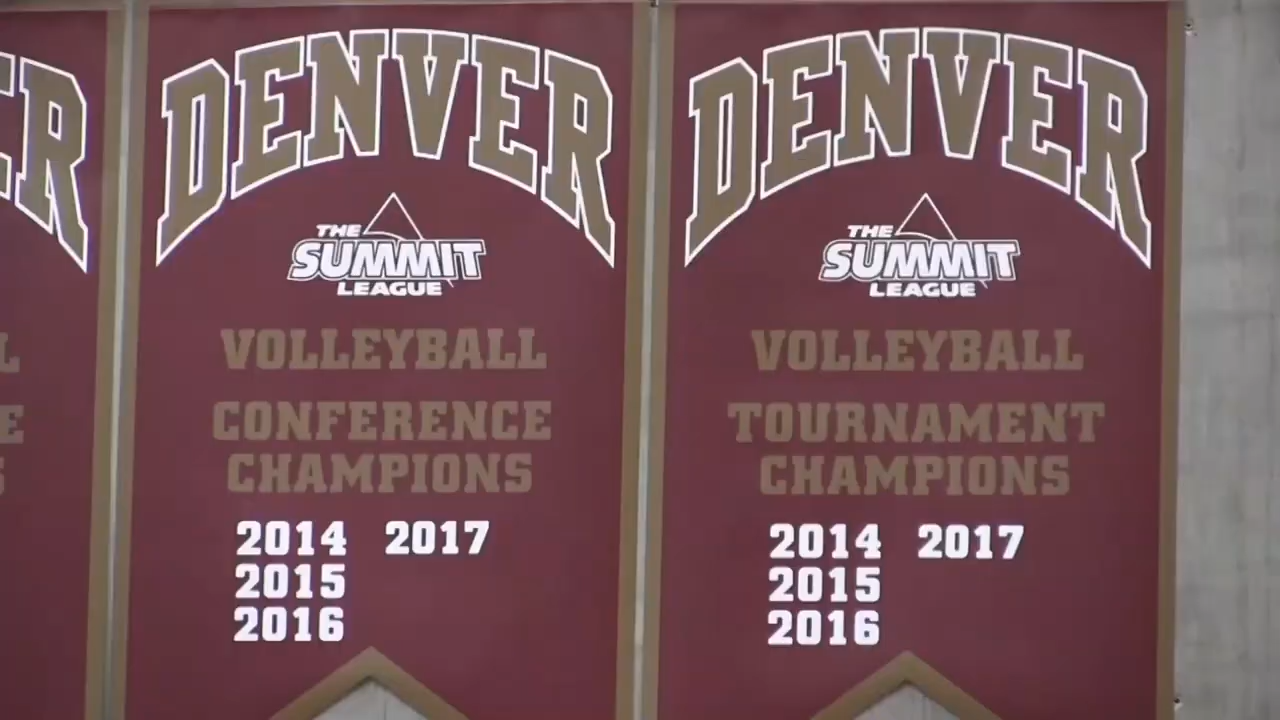 DENVER
THE
SUMMIT
LEAGUE
VOLLEYBALL
CONFERENCE
CHAMPIONS
2014 2017
2015
2016
DENVER
THE
SUMMIT
LEAGUE
VOLLEYBALL
TOURNAMENT
CHAMPIONS
2014 2017
2015
2016